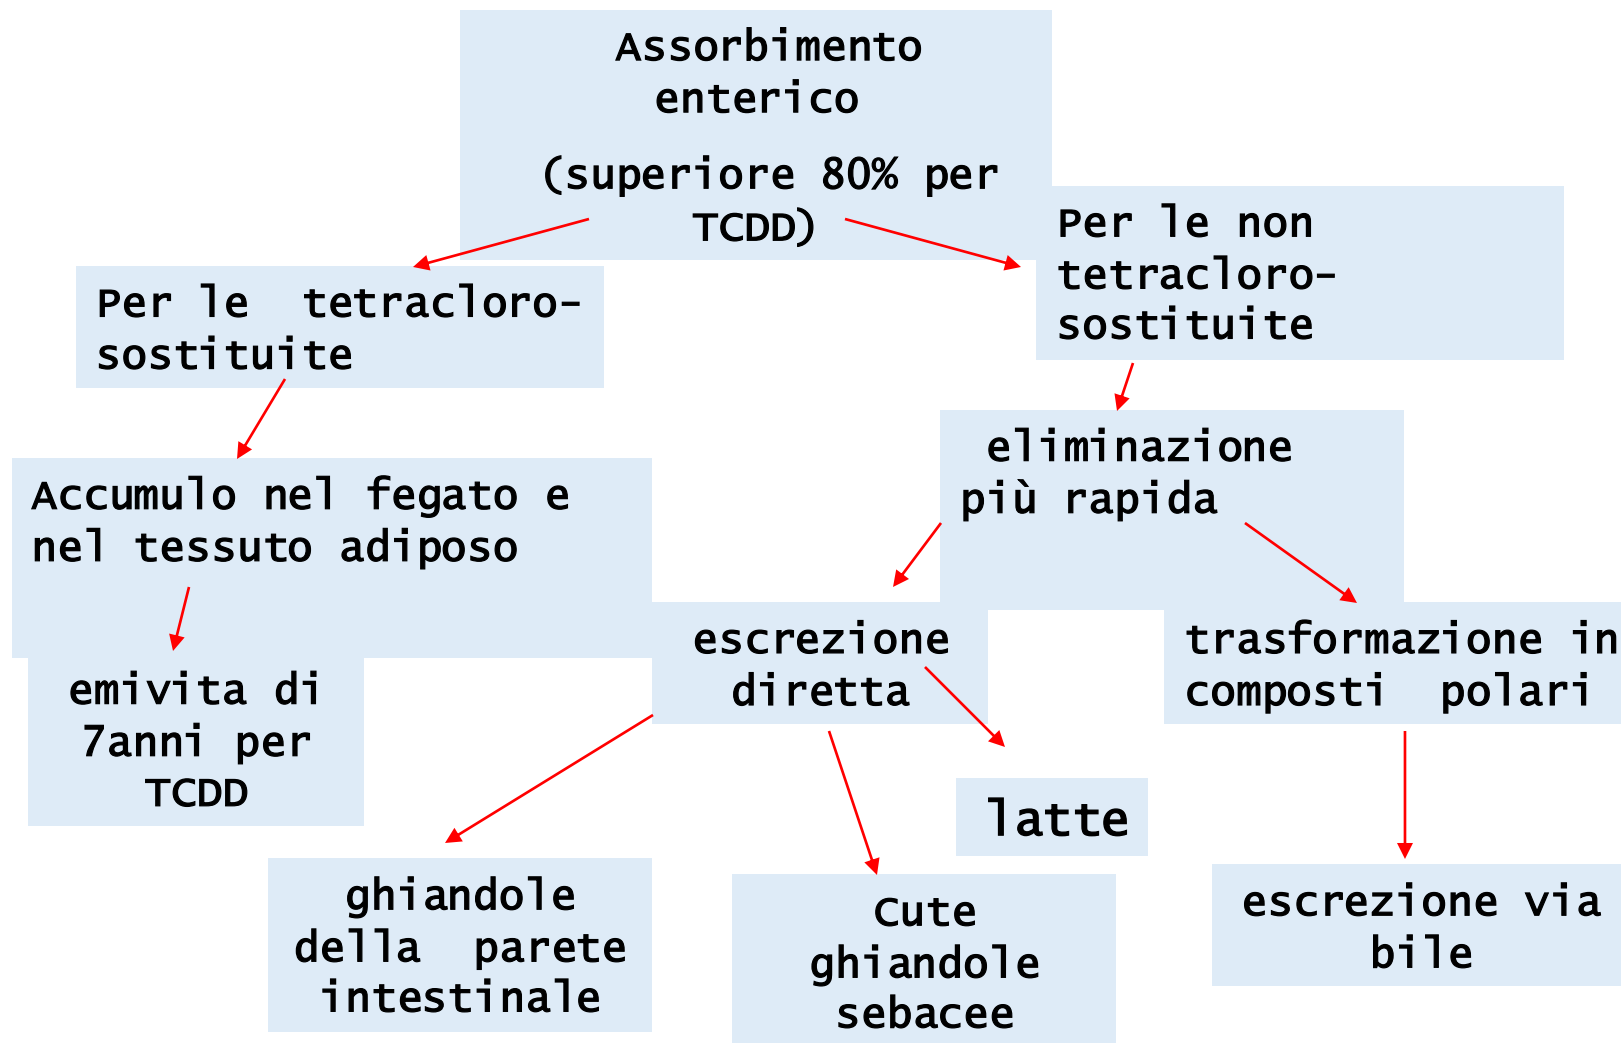 Assorbimento
enterico
(superiore 80% per
TCDD)
Per le non
tetracloro-
sostituite
Per le tetracloro-
sostituite
eliminazione
più rapida
Accumulo nel fegato e
nel tessuto adiposo
escrezione
diretta
trasformazione in
composti polari
emivita di
7anni per
TCDD
latte
ghiandole
della parete
intestinale
Cute
ghiandole
sebacee
escrezione via
bile